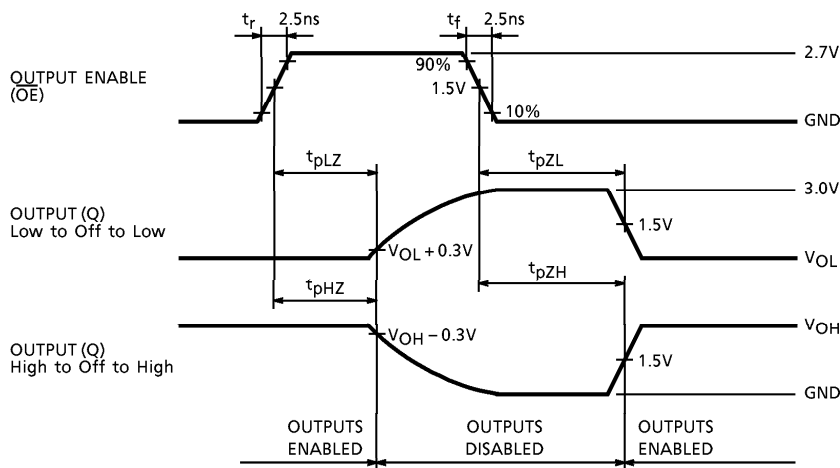 tr 2.5ns tf 2.5ns
OUTPUT ENABLE
(OE)
90%
1.5V
10%
2.7V
GND
tpLZ
tpZL
OUTPUT (Q)
Low to Off to Low
VOL + 0.3V
3.0V
1.5V
VOL
tpHZ
tpZH
OUTPUT (Q)
High to Off to High
VOH − 0.3V
VOH
1.5V
GND
OUTPUTS
ENABLED
OUTPUTS
DISABLED
OUTPUTS
ENABLED